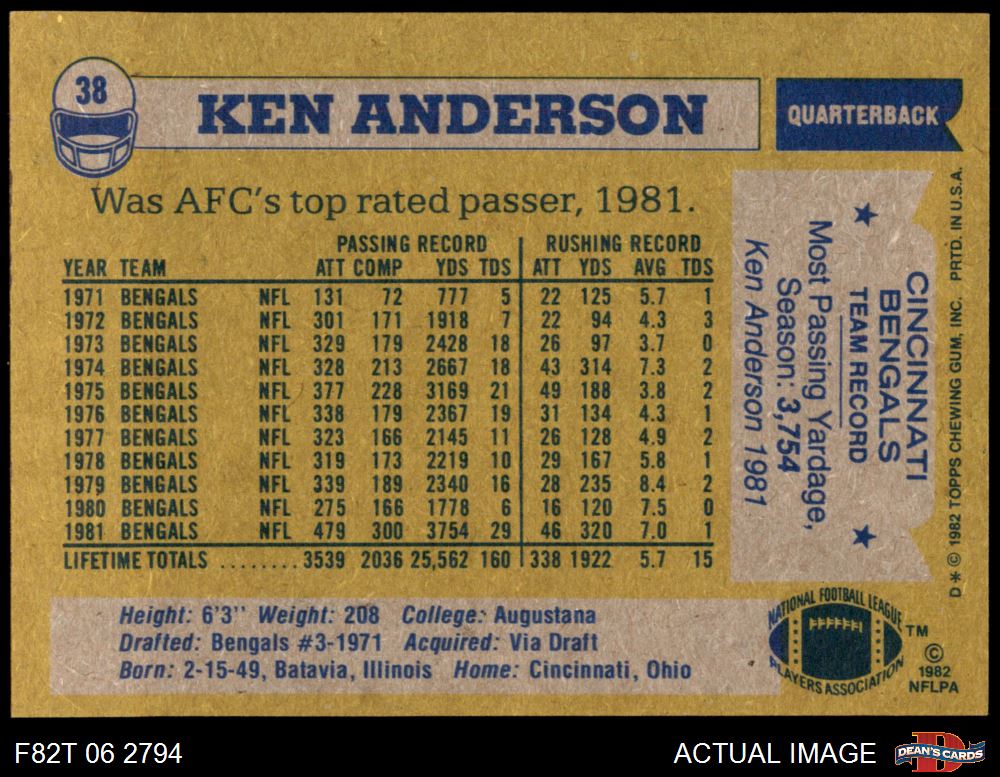 38
KEN ANDERSON
QUARTERBACK
Was AFC's top rated passer, 1981.
PASSING RECORD RUSHING RECORD
YEAR TEAM ATT COMP YDS TDS ATT YDS AVG TDS
1971 BENGALS NFL 131 72 777 5 22 125 5.7 1
1972 BENGALS NFL 301 171 1918 7 22 94 4.3 3
1973 BENGALS NFL 329 179 2428 18 26 97 3.7 0
1974 BENGALS NFL 328 213 2667 18 43 314 7.3 2
1975 BENGALS NFL 377 228 3169 21 49 188 3.8 2
1976 BENGALS NFL 338 179 2367 19 31 134 4.3 1
1977 BENGALS NFL 323 166 2145 11 26 128 4.9 2
1978 BENGALS NFL 319 173 2219 10 29 167 5.8 1
1979 BENGALS NFL 339 189 2340 16 28 235 8.4 2
1980 BENGALS NFL 275 166 1778 6 16 120 7.5 0
1981 BENGALS NFL 479 300 3754 29 46 320 7.0 1
LIFETIME TOTALS ........ 3539 2036 25,562 160 338 1922 5.7 15
CINCINNATI
BENGALS
TEAM RECORD
Most Passing Yardage,
Season: 3,754
Ken Anderson 1981
D * © 1982 TOPPS CHEWING GUM, INC. PRTD. IN U.S.A.
Height: 6'3" Weight: 208 College: Augustana
Drafted: Bengals #3-1971 Acquired: Via Draft
Born: 2-15-49, Batavia, Illinois Home: Cincinnati, Ohio
NATIONAL FOOTBALL LEAGUE
PLAYERS ASSOCIATION
TM
©
1982
NFLPA
F82T 06 2794
ACTUAL IMAGE
D
DEAN'S CARDS